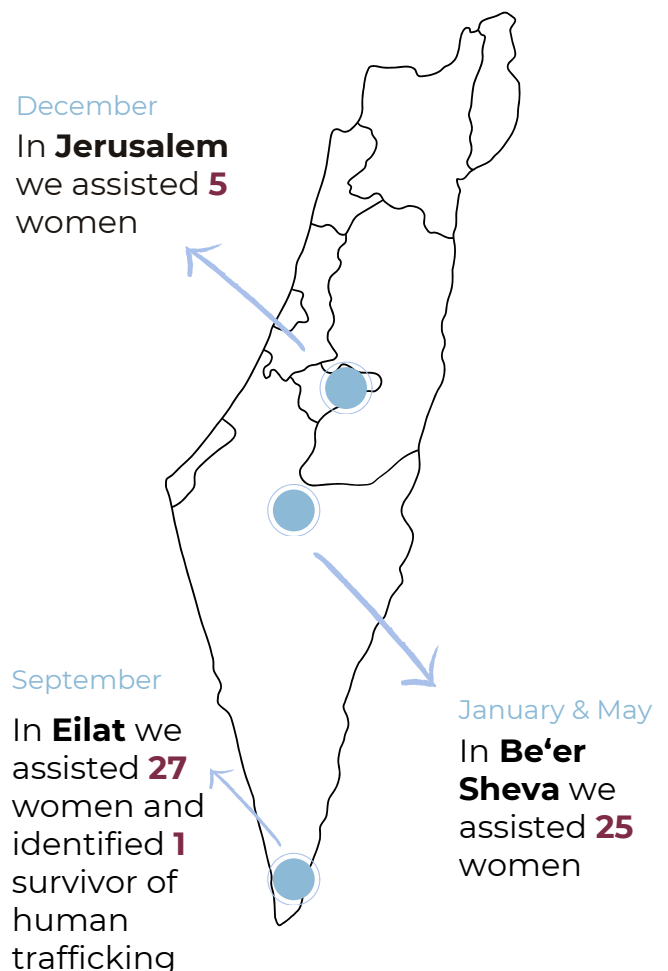 December
In Jerusalem
we assisted 5
women
September
In Eilat we
assisted 27
women and
identified 1
survivor of
human
trafficking
January & May
In Be‘er
Sheva we
assisted 25
women